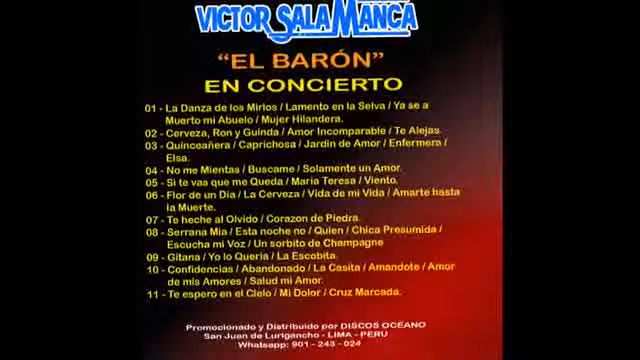 VICTOR SALAMANCA
“EL BARÓN”
EN CONCIERTO
01 - La Danza de los Mirlos / Lamento en la Selva / Ya se a
Muerto mi Abuelo / Mujer Hilandera.
02 - Cerveza, Ron y Guinda / Amor Incomparable / Te Alejas.
03 - Quinceañera / Caprichosa / Jardin de Amor / Enfermera /
Elsa.
04 - No me Mientas / Buscame / Solamente un Amor.
05 - Si te vas que me Queda / Maria Teresa / Viento.
06 - Flor de un Dia / La Cerveza / Vida de mi Vida / Amarte hasta
la Muerte.
07 - Te heche al Olvido / Corazon de Piedra.
08 - Serrana Mia / Esta noche no / Quien / Chica Presumida /
Escucha mi Voz / Un sorbito de Champagne
09 - Gitana / Yo lo Queria / La Escobita.
10 - Confidencias / Abandonado / La Casita / Amandote / Amor
de mis Amores / Salud mi Amor.
11 - Te espero en el Cielo / Mi Dolor / Cruz Marcada.
Promocionado y Distribuido por DISCOS OCEANO
San Juan de Lurigancho - LIMA - PERU
Whatsapp: 901 - 243 - 024